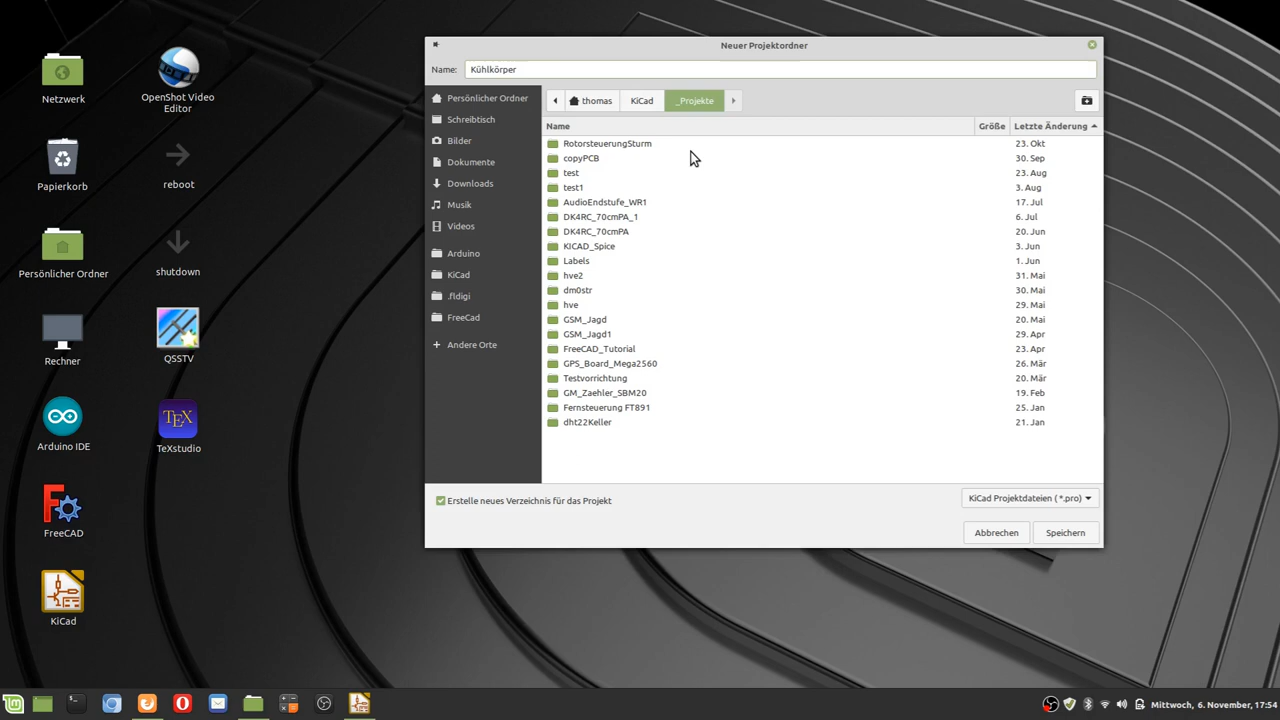 Neuer Projektordner
Name: Kühlkörper
Persönlicher Ordner
Schreibtisch
Bilder
Dokumente
Downloads
Musik
Videos
Arduino
KiCad
.fldigi
FreeCad
Andere Orte
thomas KiCad _Projekte
Name Größe Letzte Änderung
RotorsteuerungSturm 23. Okt
copyPCB 30. Sep
test 23. Aug
test1 3. Aug
AudioEndstufe_WR1 17. Jul
DK4RC_70cmPA_1 6. Jul
DK4RC_70cmPA 20. Jun
KICAD_Spice 3. Jun
Labels 1. Jun
hve2 31. Mai
dm0str 30. Mai
hve 29. Mai
GSM_Jagd 20. Mai
GSM_Jagd1 29. Apr
FreeCAD_Tutorial 23. Apr
GPS_Board_Mega2560 26. Mär
Testvorrichtung 20. Mär
GM_Zaehler_SBM20 19. Feb
Fernsteuerung FT891 25. Jan
dht22Keller 21. Jan
Erstelle neues Verzeichnis für das Projekt
KiCad Projektdateien (*.pro)
Abbrechen Speichern
Netzwerk
OpenShot Video
Editor
Papierkorb
reboot
Persönlicher Ordner
shutdown
Rechner
QSSTV
Arduino IDE
TEX
TeXstudio
FreeCAD
KiCad
Mittwoch, 6. November, 17:54